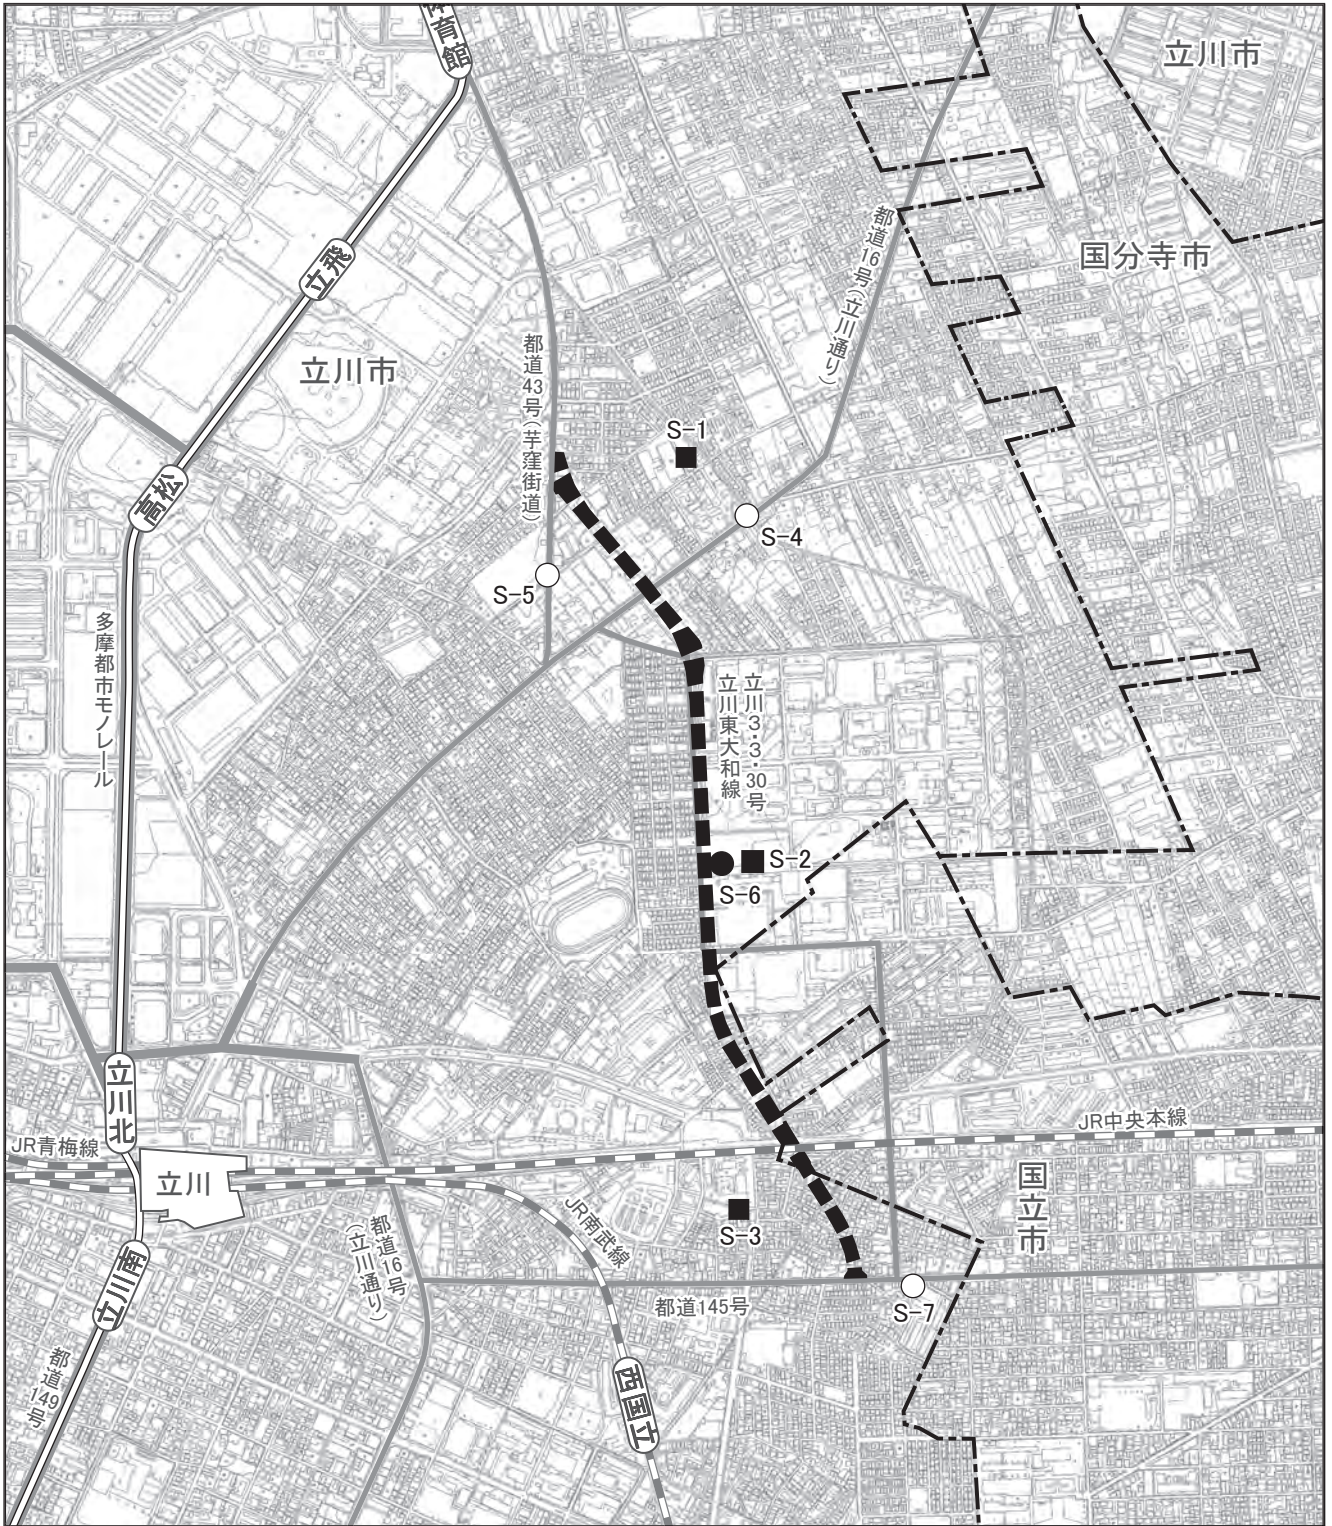 体育館
立川市
国分寺市
都道16号(立川通り)
立飛
都道43号(芋窪街道)
立川市
S-1
高松
S-4
S-5
多摩都市モノレール
立川3・3・30号
立川東大和線
S-2
S-6
立川北
JR青梅線
JR中央本線
立川
国立市
S-3
JR南武線
都道16号
(立川通り)
立川南
都道145号
S-7
都道149号
西国立